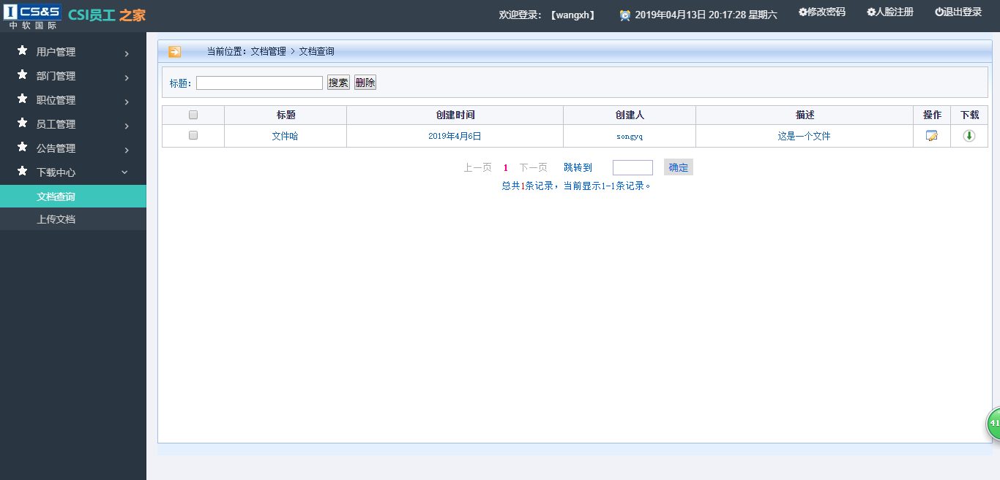 CS&S
中软国际
CSI员工 之家
欢迎登录：【wangxh】
2019年04月13日 20:17:28 星期六
修改密码
人脸注册
退出登录
用户管理
部门管理
职位管理
员工管理
公告管理
下载中心
文档查询
上传文档
当前位置：文档管理 > 文档查询
标题：
搜索
删除
标题 创建时间 创建人 描述 操作 下载
文件哈 2019年4月6日 songyq 这是一个文件
上一页 1 下一页 跳转到 确定
总共1条记录，当前显示1-1条记录。
41